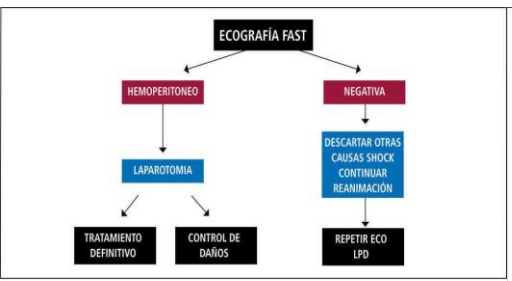 ECOGRAFÍA FAST
HEMOPERITONEO
NEGATIVA
LAPAROTOMIA
DESCARTAR OTRAS
CAUSAS SHOCK
CONTINUAR
REANIMACIÓN
TRATAMIENTO
DEFINITIVO
CONTROL DE
DAÑOS
REPETIR ECO
LPD